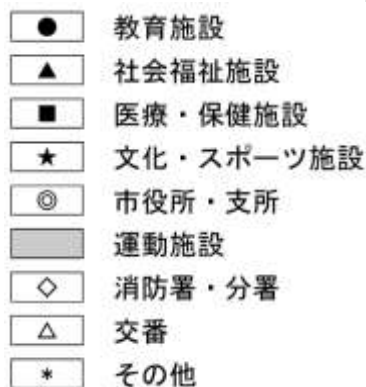 ● 教育施設
▲ 社会福祉施設
■ 医療・保健施設
★ 文化・スポーツ施設
◎ 市役所・支所
運動施設
◇ 消防署・分署
△ 交番
* その他